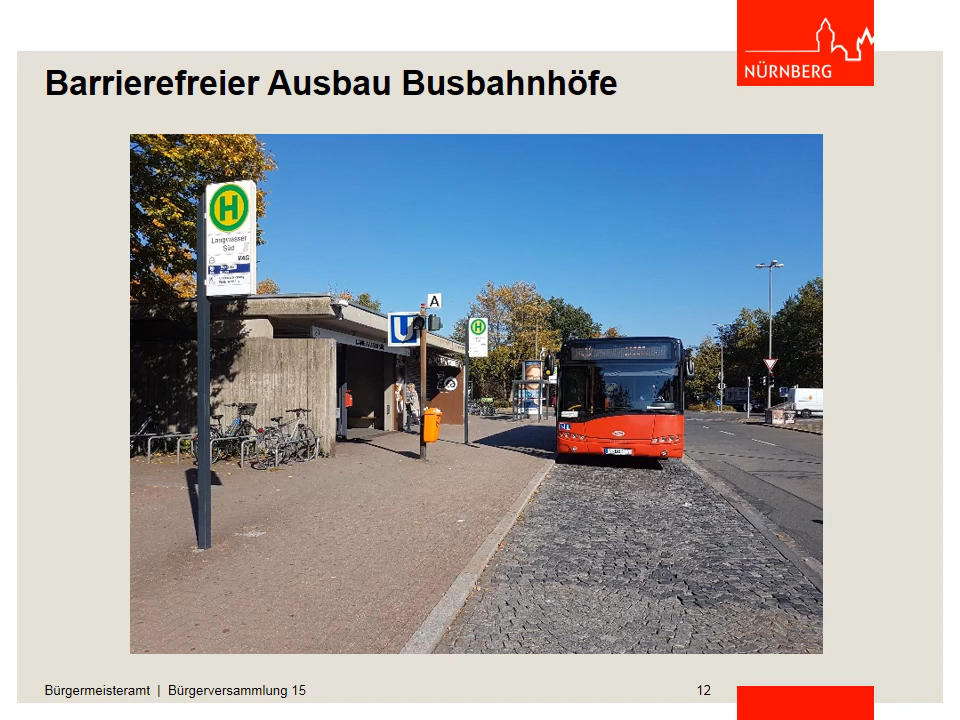 NÜRNBERG
Barrierefreier Ausbau Busbahnhöfe
H
Langwasser
Süd
VAG
A
U
H
Bürgermeisteramt | Bürgerversammlung 15
12